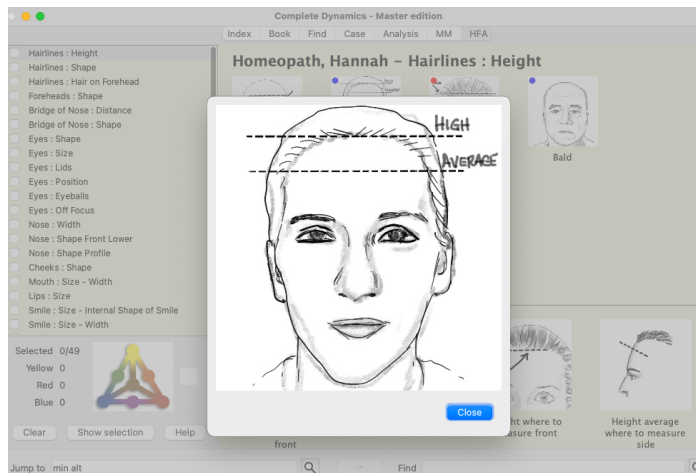 Complete Dynamics - Master edition
Index Book Find Case Analysis MM HFA
Hairlines : Height
Hairlines : Shape
Hairlines : Hair on Forehead
Foreheads : Shape
Bridge of Nose : Distance
Bridge of Nose : Shape
Eyes : Shape
Eyes : Size
Eyes : Lids
Eyes : Position
Eyes : Eyeballs
Eyes : Off Focus
Nose : Width
Nose : Shape Front Lower
Nose : Shape Profile
Cheeks : Shape
Mouth : Size - Width
Lips : Size
Smile : Size - Internal Shape of Smile
Smile : Size - Width
Selected 0/49
Yellow 0
Red 0
Blue 0
Clear Show selection Help
Homeopath, Hannah - Hairlines : Height
Bald
HIGH
AVERAGE
Close
where to
front
front
Height average
where to measure
side
Jump to min alt
-> Find